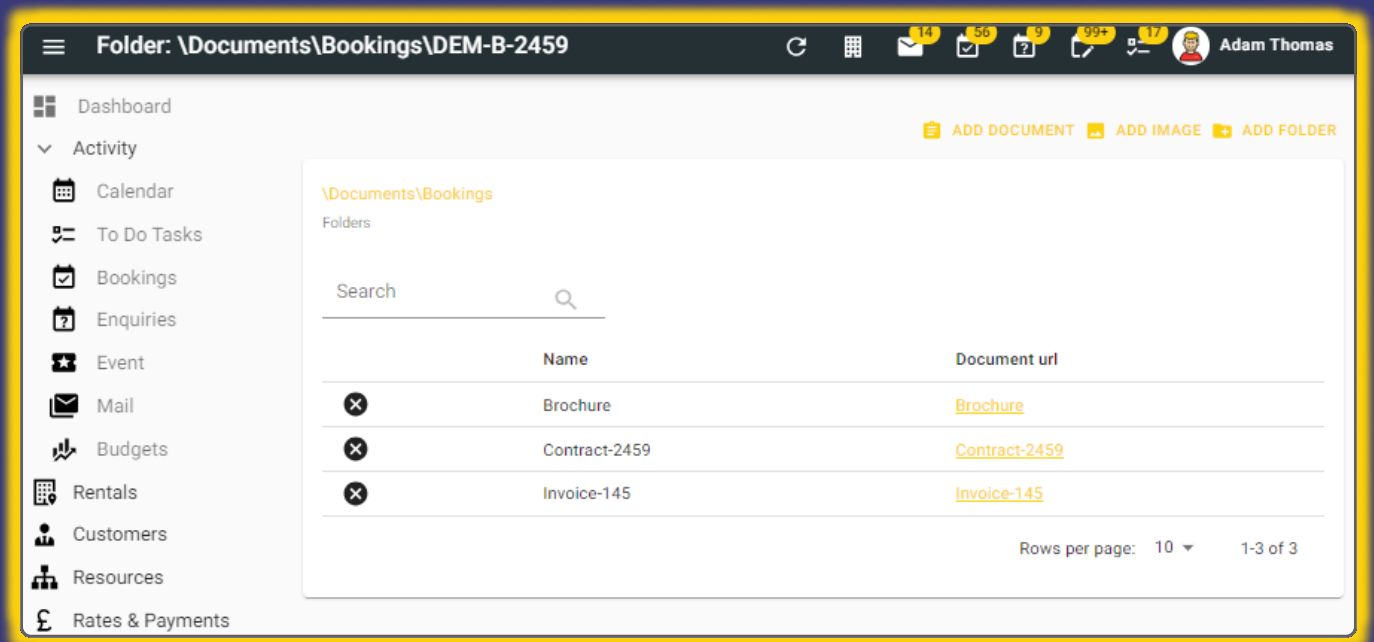 Folder: \Documents\Bookings\DEM-B-2459
14
56
9
99+
17
Adam Thomas
Dashboard
Activity
Calendar
To Do Tasks
Bookings
Enquiries
Event
Mail
Budgets
Rentals
Customers
Resources
£ Rates & Payments
ADD DOCUMENT ADD IMAGE ADD FOLDER
\Documents\Bookings
Folders
Search
Name Document url
Brochure Brochure
Contract-2459 Contract-2459
Invoice-145 Invoice-145
Rows per page: 10 1-3 of 3